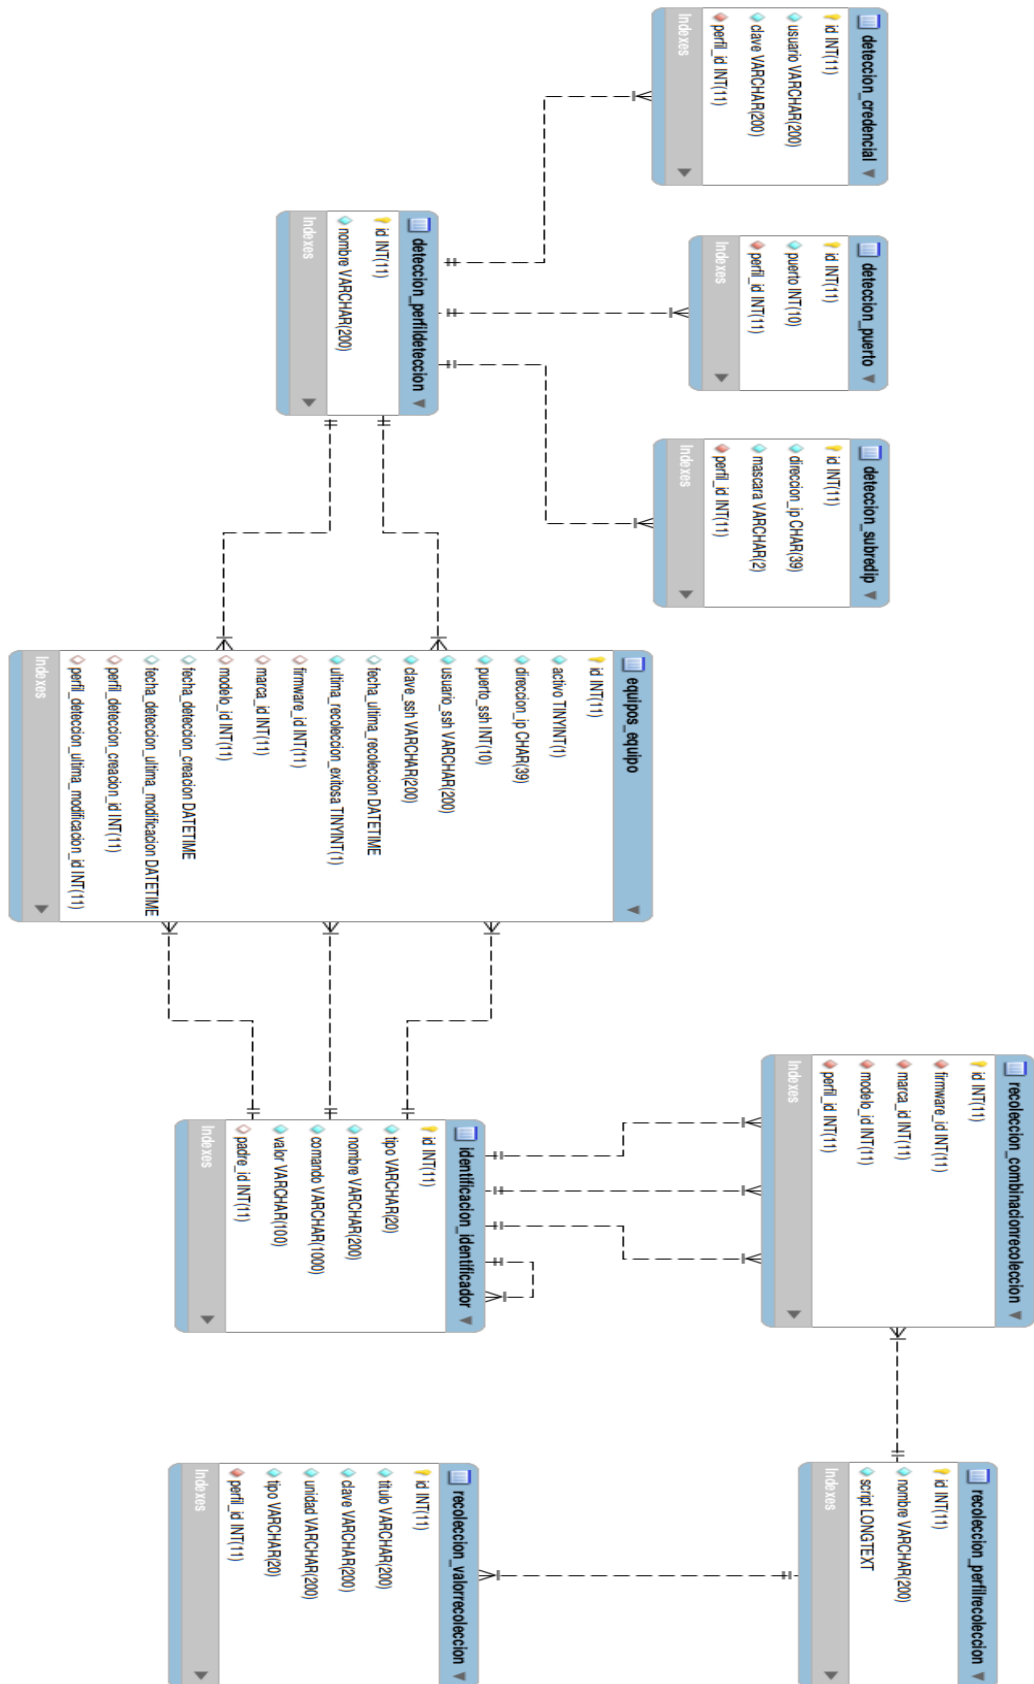 deteccion_credencial
id INT(11)
usuario VARCHAR(200)
clave VARCHAR(200)
perfil_id INT(11)
Indexes
deteccion_puerto
id INT(11)
puerto INT(10)
perfil_id INT(11)
Indexes
deteccion_subredip
id INT(11)
direccion_ip CHAR(39)
mascara VARCHAR(2)
perfil_id INT(11)
Indexes
deteccion_perfildeteccion
id INT(11)
nombre VARCHAR(200)
Indexes
equipos_equipo
id INT(11)
activo TINYINT(1)
direccion_ip CHAR(39)
puerto_ssh INT(10)
usuario_ssh VARCHAR(200)
clave_ssh VARCHAR(200)
fecha_ultima_recoleccion DATETIME
ultima_recoleccion_exitosa TINYINT(1)
firmware_id INT(11)
marca_id INT(11)
modelo_id INT(11)
fecha_deteccion_creacion DATETIME
fecha_deteccion_ultima_modificacion DATETIME
perfil_deteccion_creacion_id INT(11)
perfil_deteccion_ultima_modificacion_id INT(11)
Indexes
recoleccion_combinacionrecoleccion
id INT(11)
firmware_id INT(11)
marca_id INT(11)
modelo_id INT(11)
perfil_id INT(11)
Indexes
identificacion_identificador
id INT(11)
tipo VARCHAR(20)
nombre VARCHAR(200)
comando VARCHAR(1000)
valor VARCHAR(100)
padre_id INT(11)
Indexes
recoleccion_perfilrecoleccion
id INT(11)
nombre VARCHAR(200)
script LONGTEXT
Indexes
recoleccion_valorrecoleccion
id INT(11)
titulo VARCHAR(200)
clave VARCHAR(200)
unidad VARCHAR(200)
tipo VARCHAR(20)
perfil_id INT(11)
Indexes